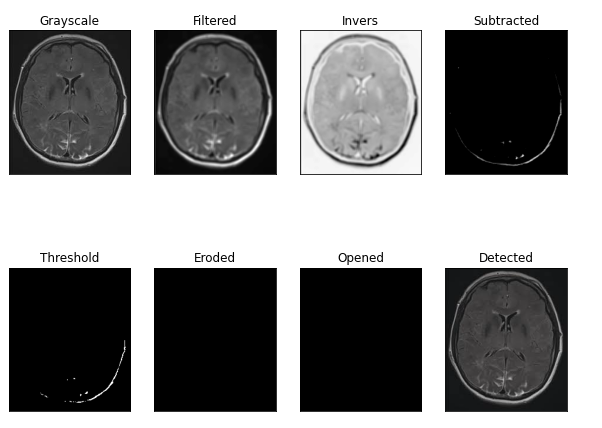 Grayscale
Filtered
Invers
Subtracted
Threshold
Eroded
Opened
Detected